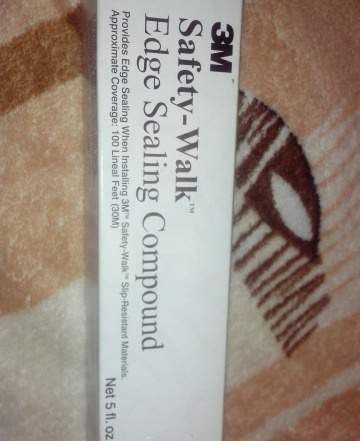 3M
Safety-Walk™
Edge Sealing Compound
Provides Edge Sealing When Installing 3M™ Safety-Walk™ Slip-Resistant Materials.
Approximate Coverage: 100 Lineal Feet (30M)
Net 5 fl. oz